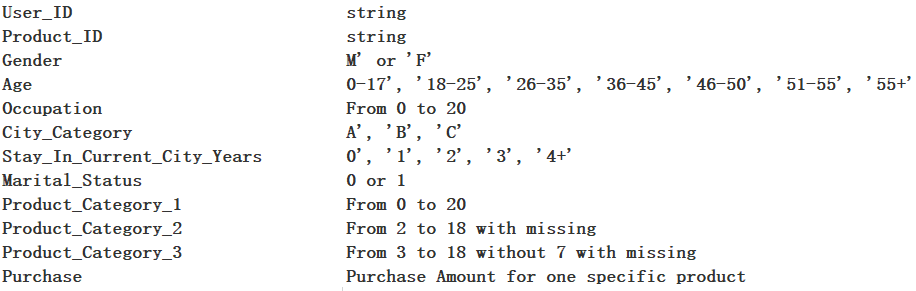 User_ID string
Product_ID string
Gender M' or 'F'
Age 0-17', '18-25', '26-35', '36-45', '46-50', '51-55', '55+'
Occupation From 0 to 20
City_Category A', 'B', 'C'
Stay_In_Current_City_Years 0', '1', '2', '3', '4+'
Marital_Status 0 or 1
Product_Category_1 From 0 to 20
Product_Category_2 From 2 to 18 with missing
Product_Category_3 From 3 to 18 without 7 with missing
Purchase Purchase Amount for one specific product